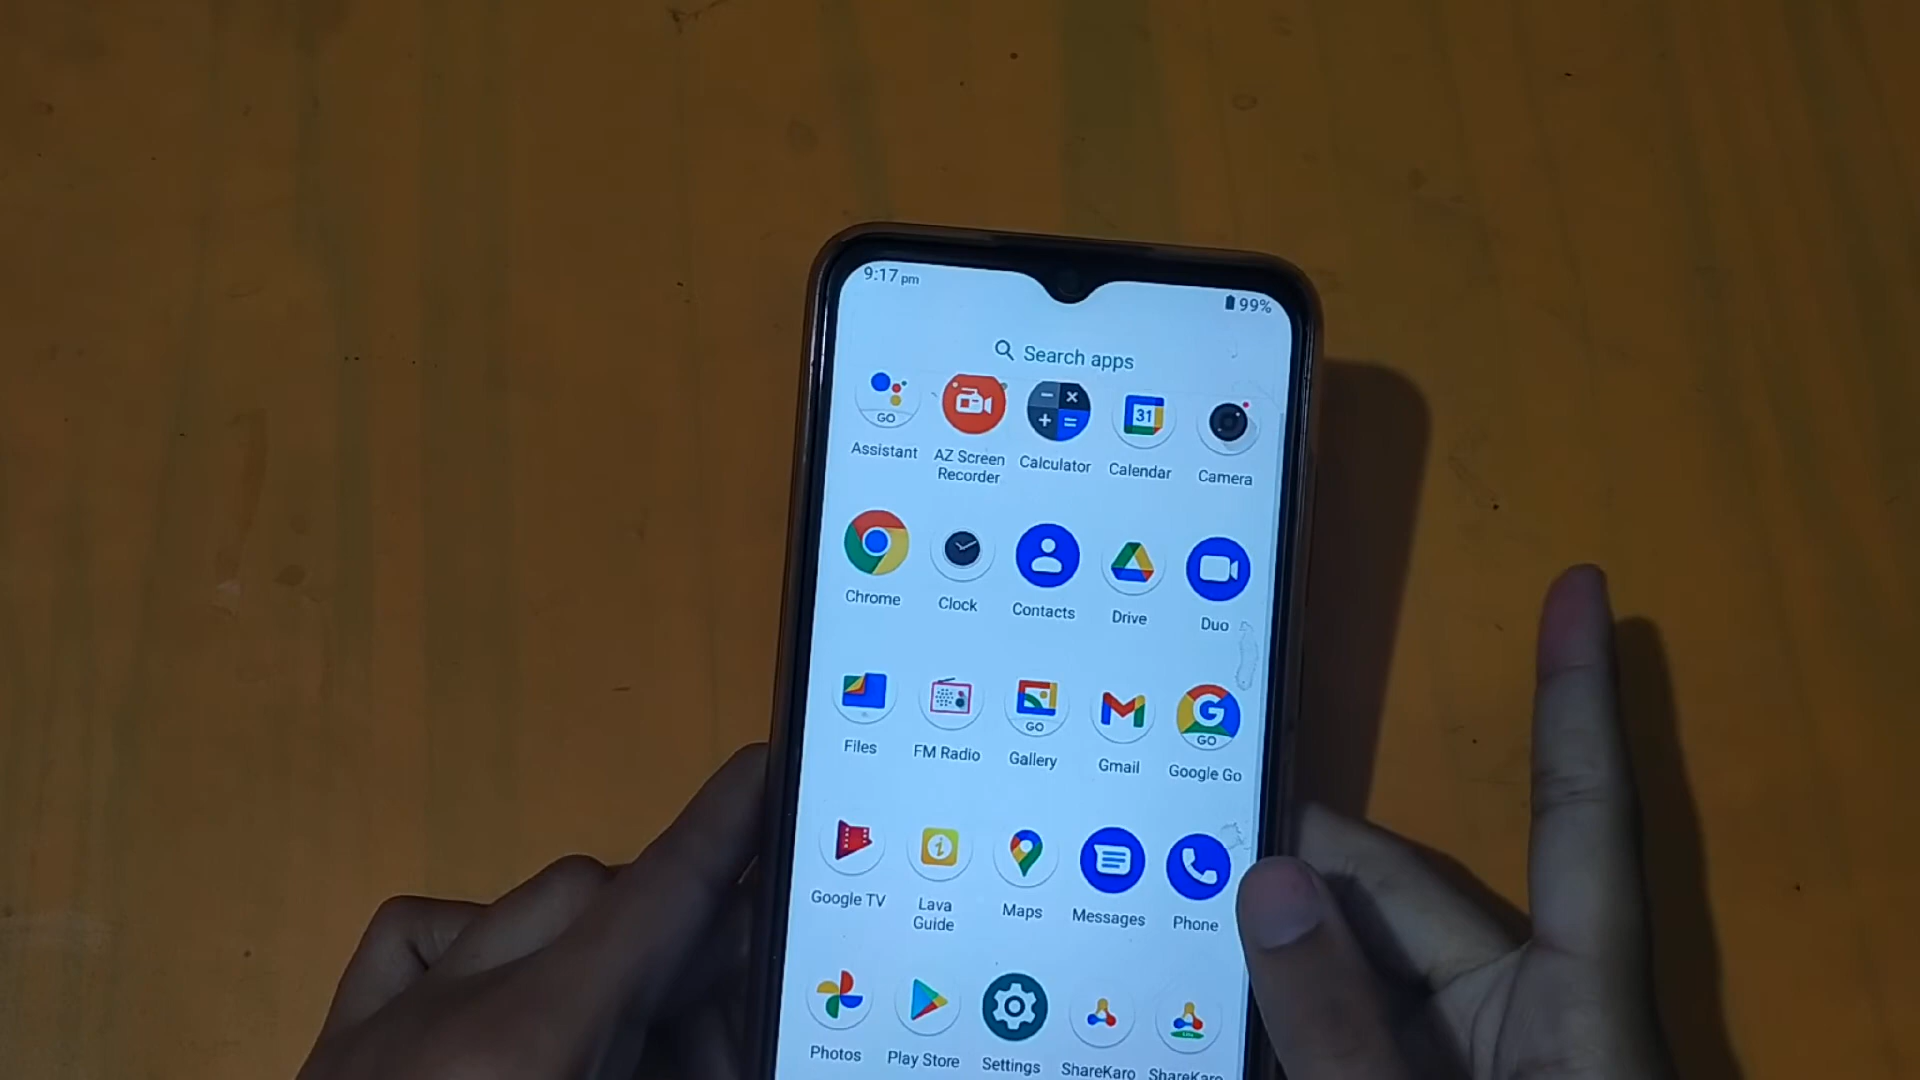 9:17 pm
99%
Search apps
GO
31
Assistant
AZ Screen
Recorder
Calculator
Calendar
Camera
Chrome
Clock
Contacts
Drive
Duo
GO
GO
Files
FM Radio
Gallery
Gmail
Google Go
Google TV
Lava
Guide
Maps
Messages
Phone
Photos
Play Store
Settings
ShareKaro
ShareKaro